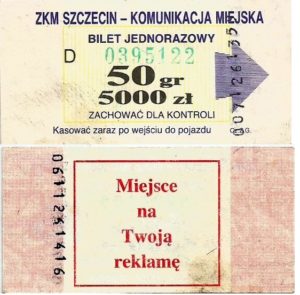 ZKM SZCZECIN – KOMUNIKACJA MIEJSKA
BILET JEDNORAZOWY
D 0395122
50 gr
5000 zł
ZACHOWAĆ DLA KONTROLI
Kasować zaraz po wejściu do pojazdu
Miejsce
na
Twoją
reklamę